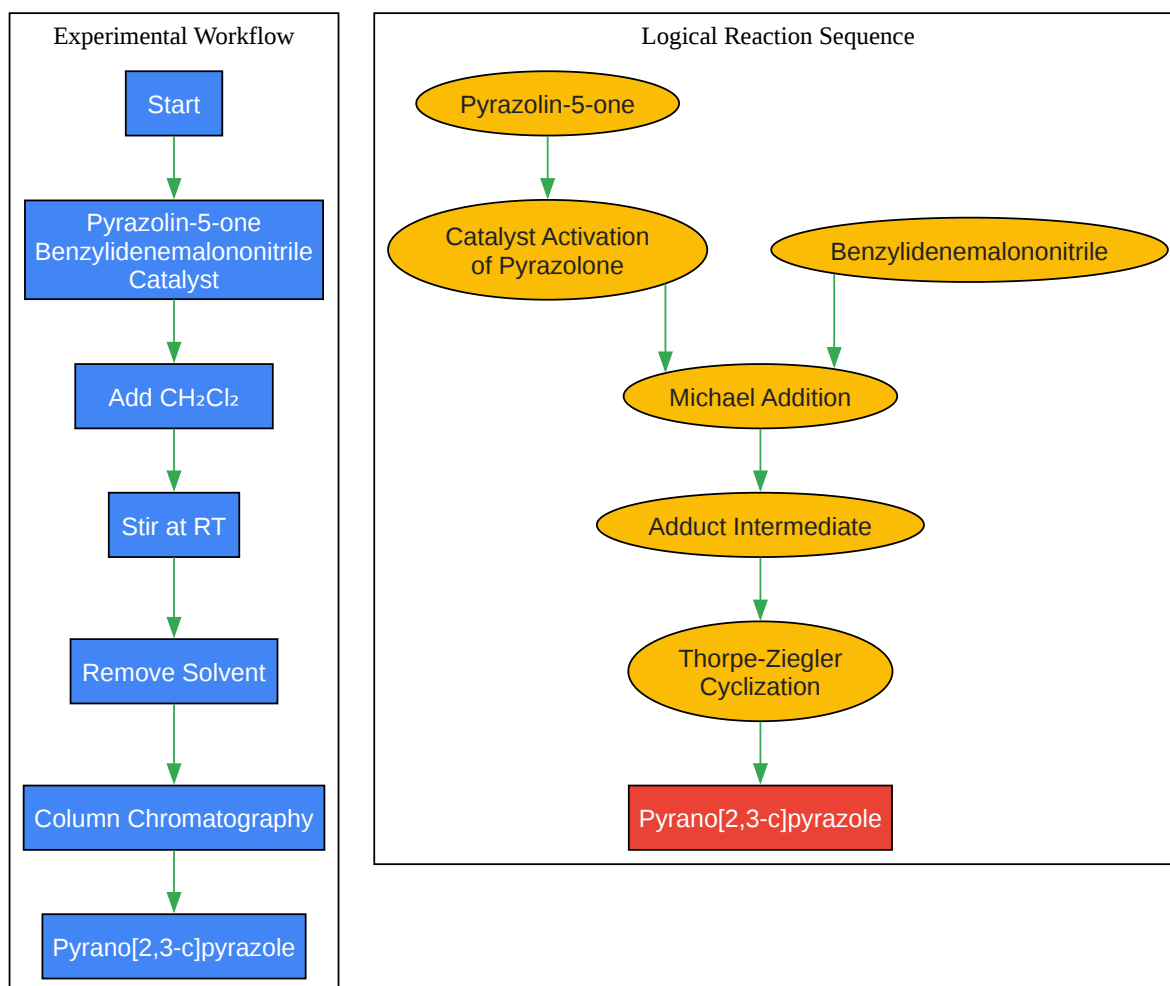 Experimental Workflow
Start
Pyrazolin-5-one
Benzylidenemalononitrile
Catalyst
Add CH₂Cl₂
Stir at RT
Remove Solvent
Column Chromatography
Pyrano[2,3-c]pyrazole
Logical Reaction Sequence
Pyrazolin-5-one
Catalyst Activation
of Pyrazolone
Benzylidenemalononitrile
Michael Addition
Adduct Intermediate
Thorpe-Ziegler
Cyclization
Pyrano[2,3-c]pyrazole